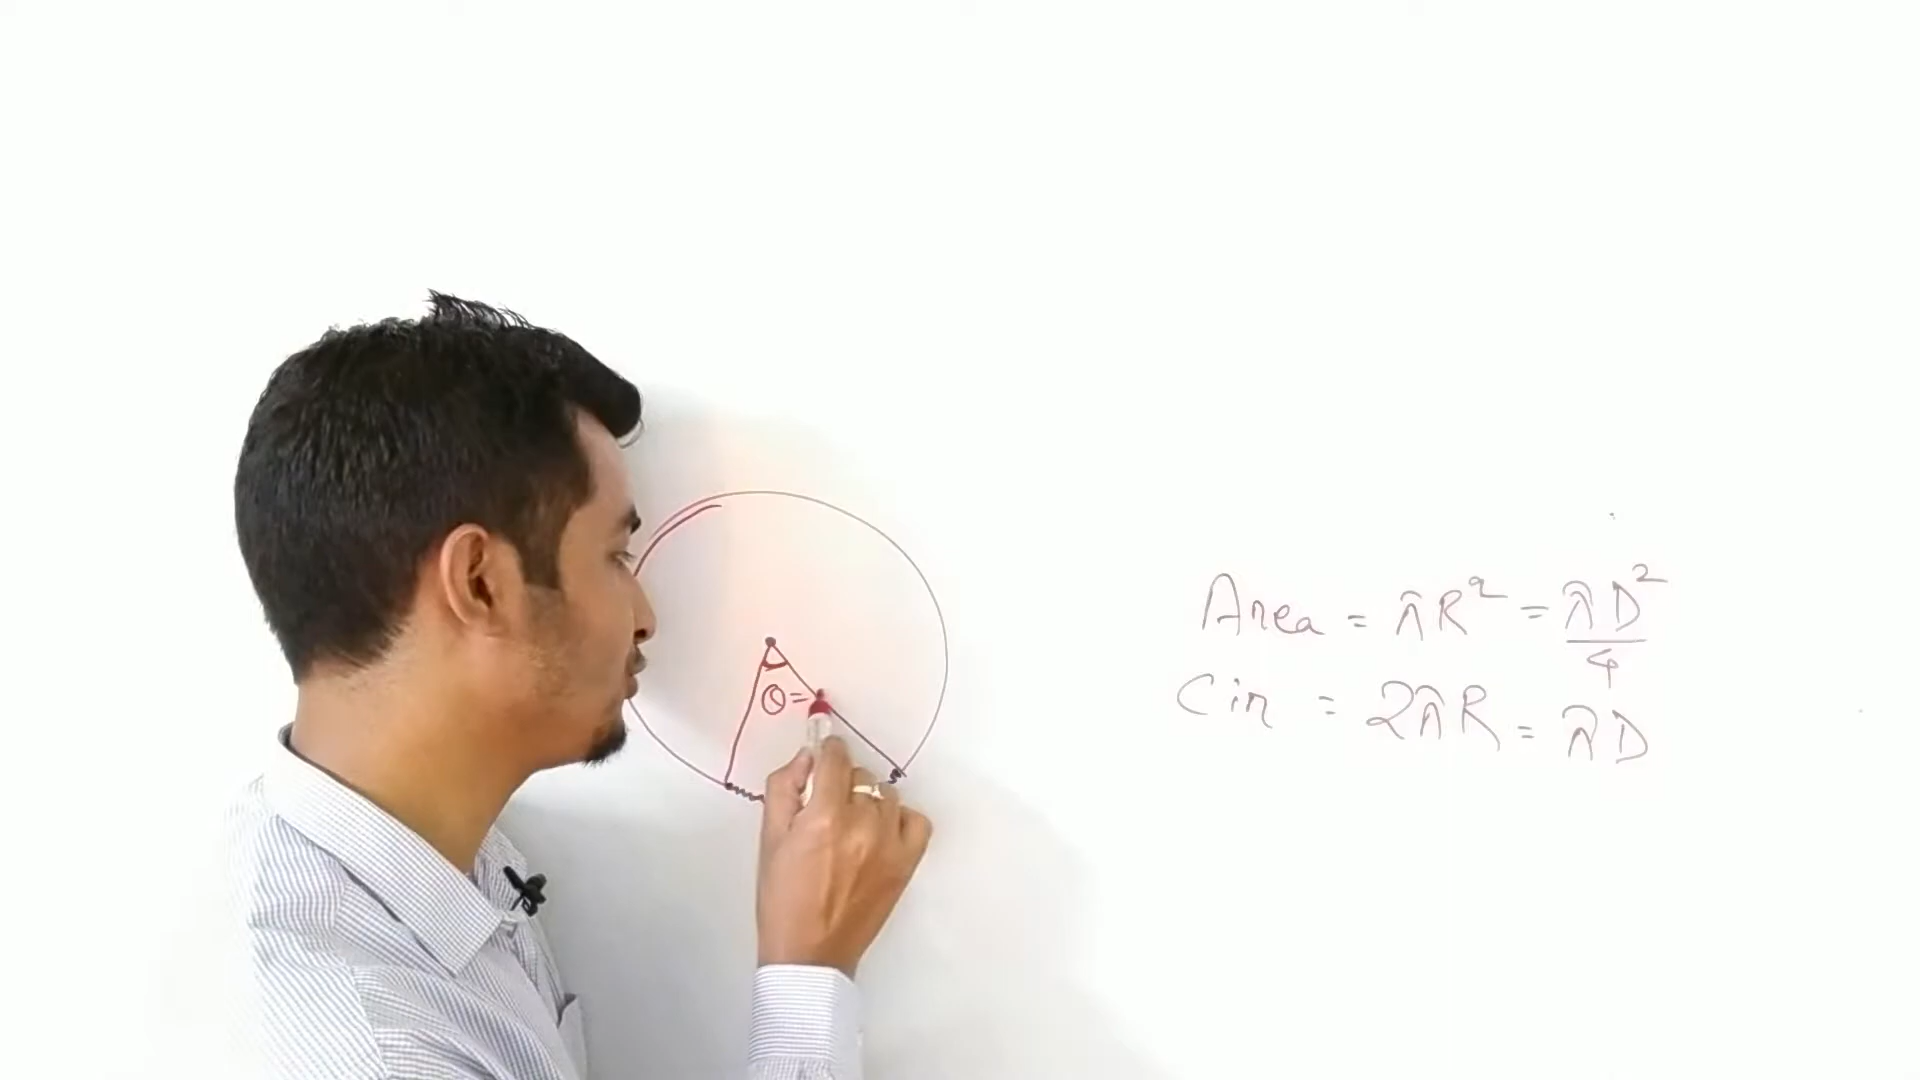 θ=
Area = πR² = πD²/4
Cir = 2πR = πD